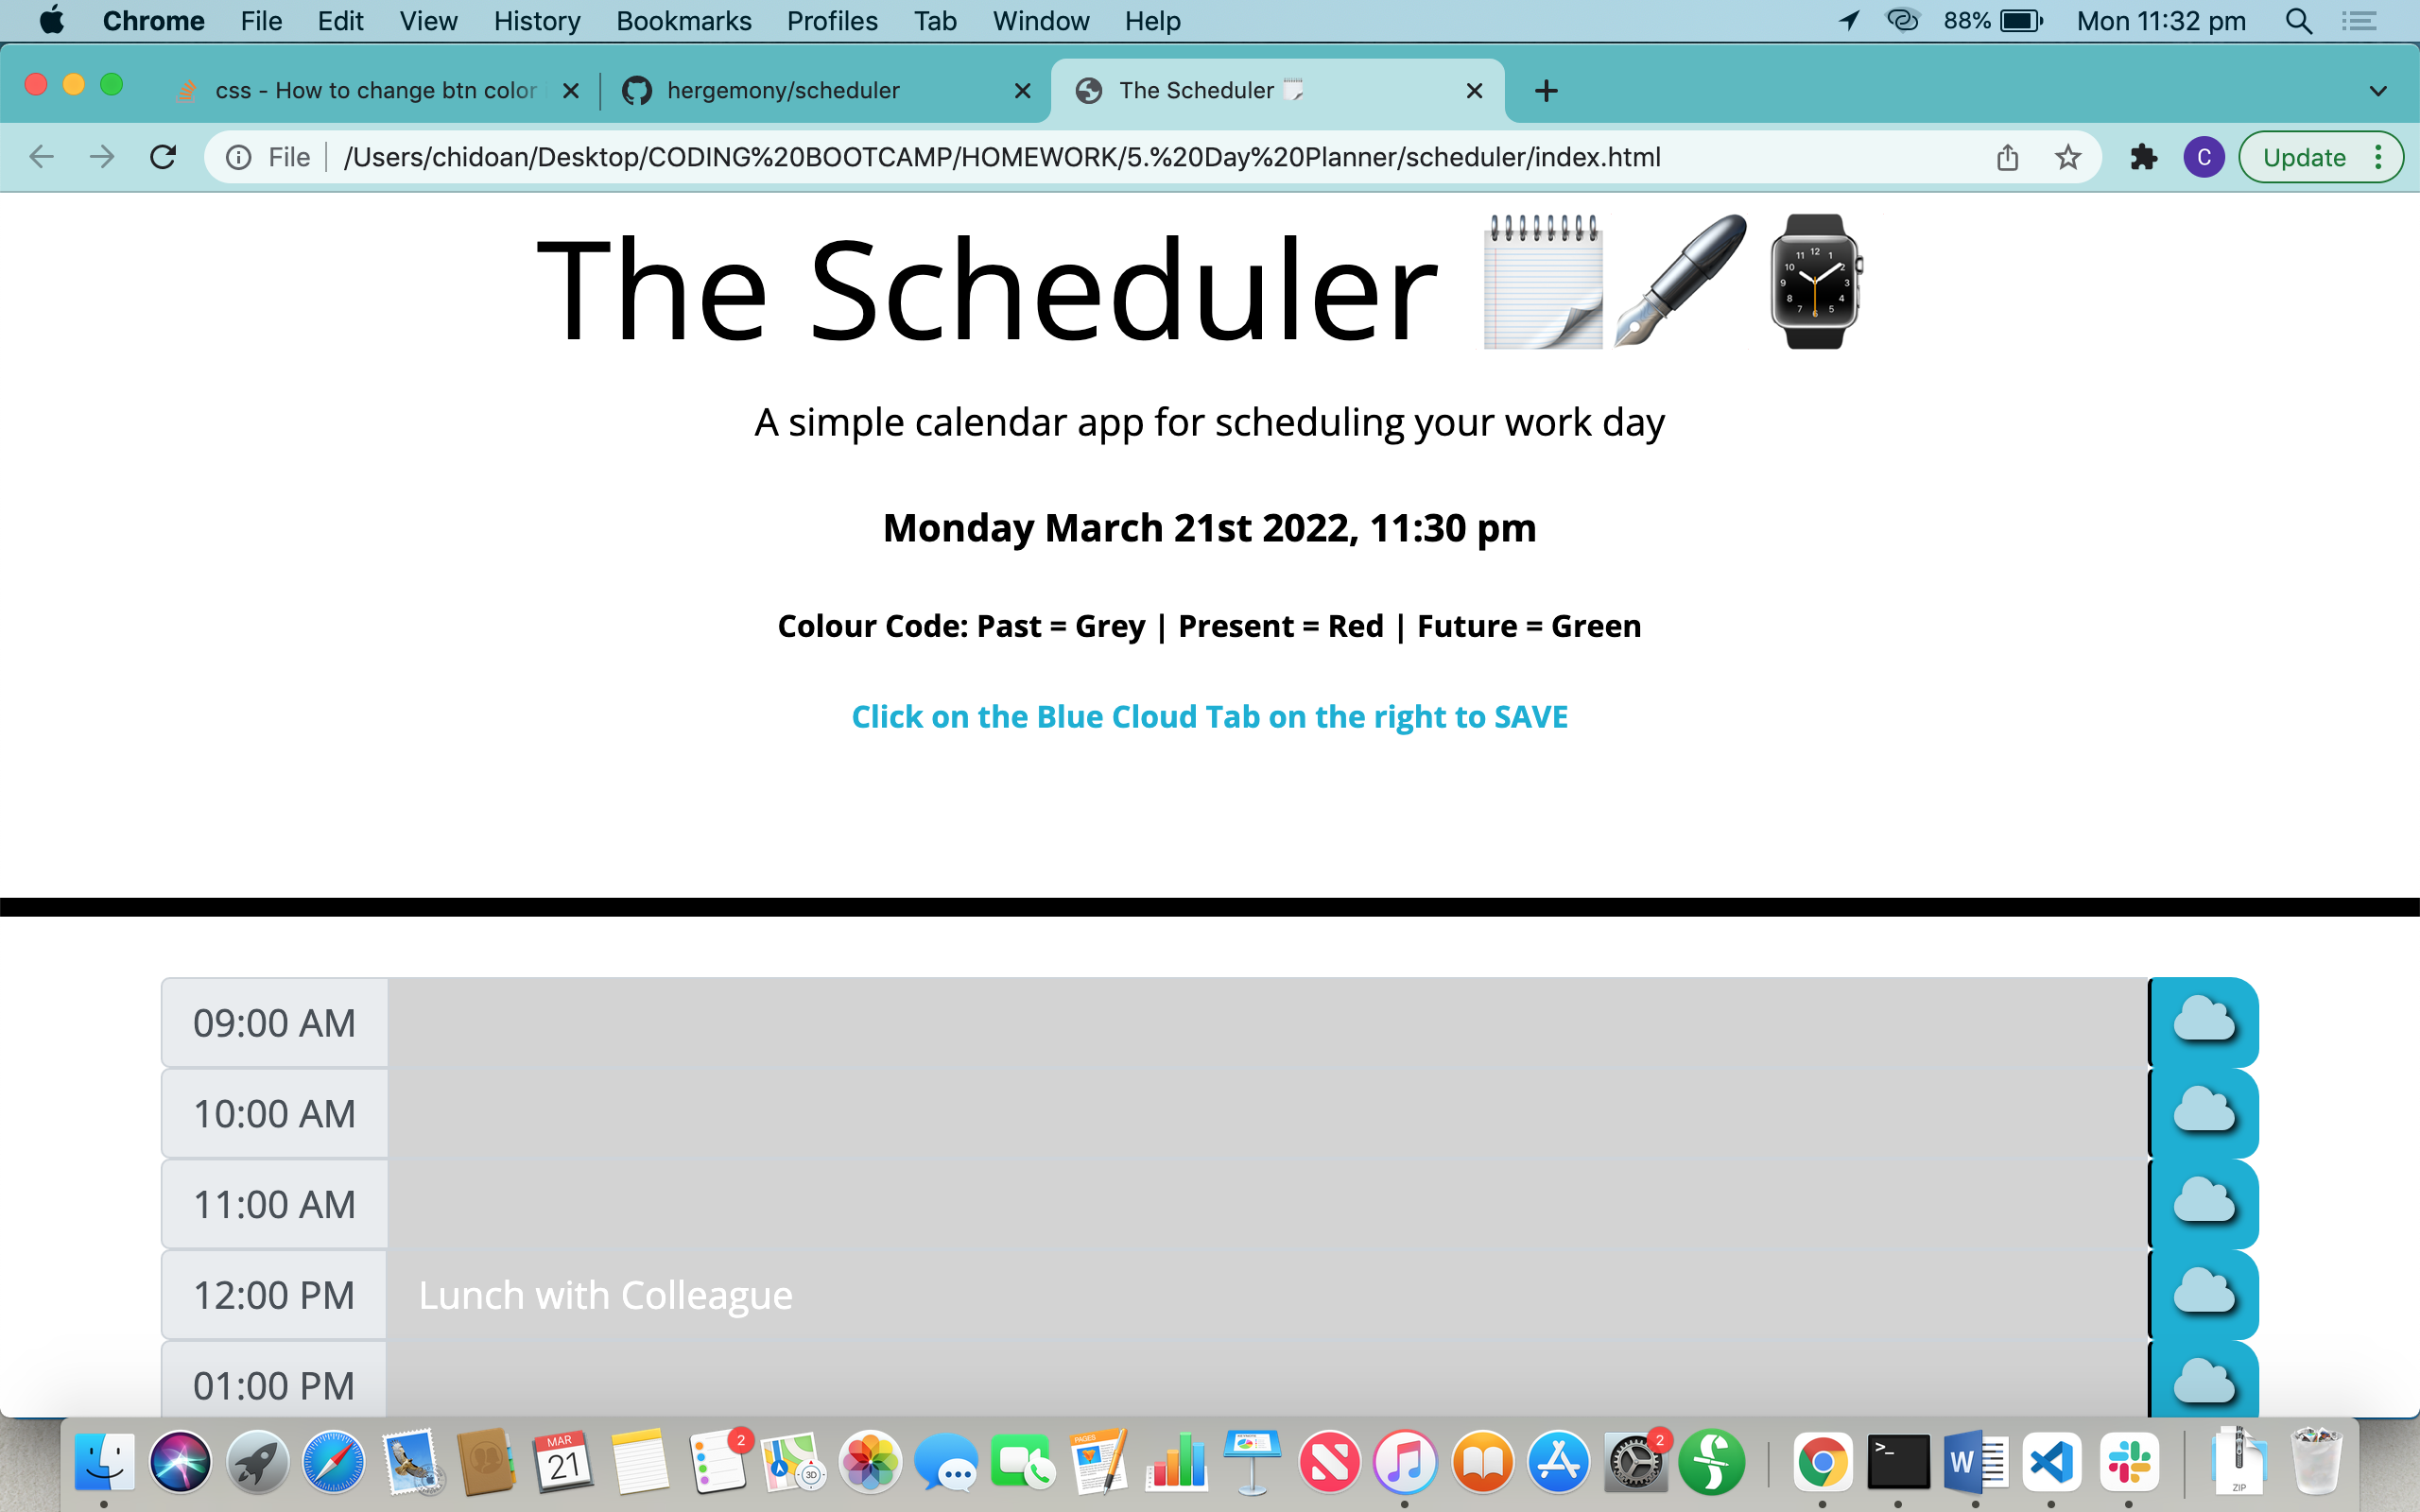 Chrome File Edit View History Bookmarks Profiles Tab Window Help 88% Mon 11:32 pm
css - How to change btn color hergemony/scheduler The Scheduler
File /Users/chidoan/Desktop/CODING%20BOOTCAMP/HOMEWORK/5.%20Day%20Planner/scheduler/index.html C Update
The Scheduler
A simple calendar app for scheduling your work day
Monday March 21st 2022, 11:30 pm
Colour Code: Past = Grey | Present = Red | Future = Green
Click on the Blue Cloud Tab on the right to SAVE
09:00 AM
10:00 AM
11:00 AM
12:00 PM Lunch with Colleague
01:00 PM
MAR 21 2 3D PAGES 2 >_ W ZIP